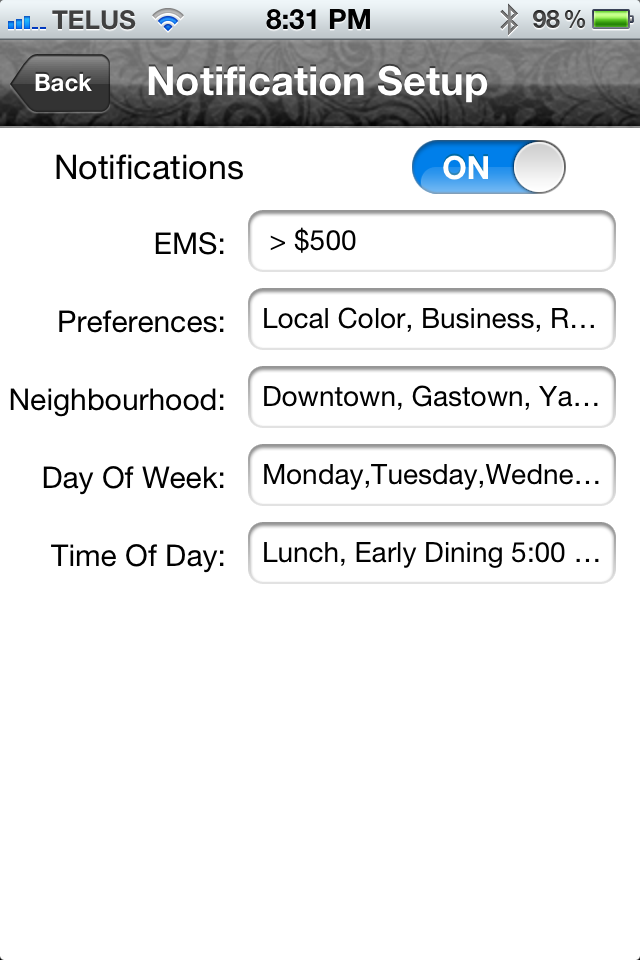 TELUS 8:31 PM 98 %
Back Notification Setup
Notifications ON
EMS: > $500
Preferences: Local Color, Business, R...
Neighbourhood: Downtown, Gastown, Ya...
Day Of Week: Monday,Tuesday,Wedne...
Time Of Day: Lunch, Early Dining 5:00 ...